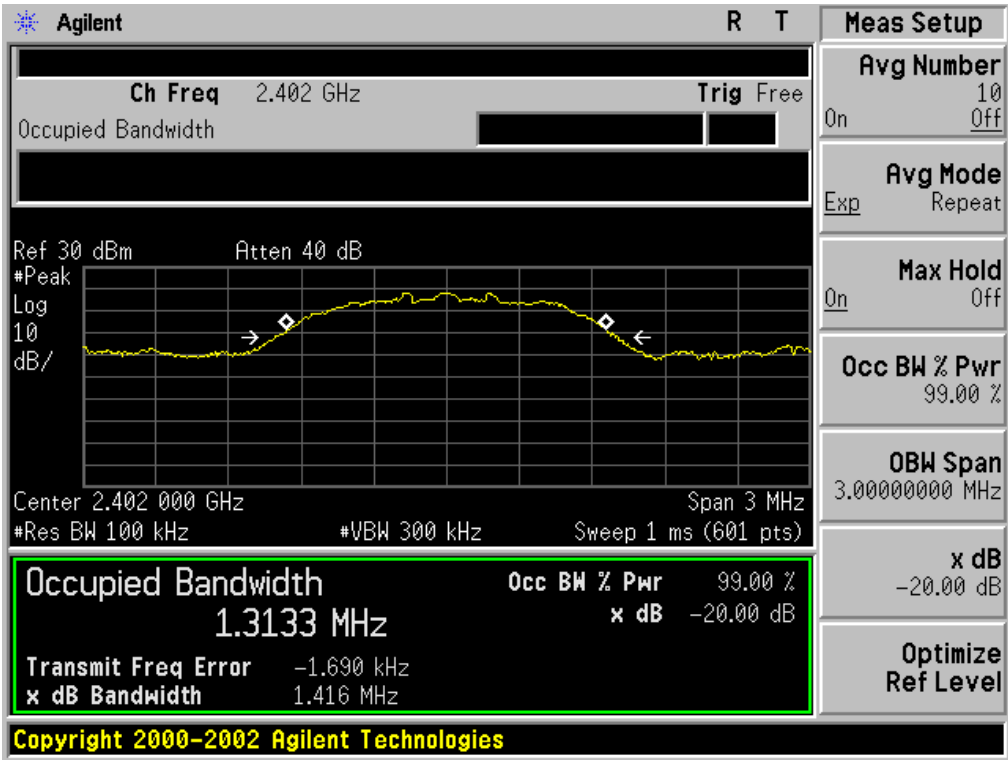 Agilent R T
Ch Freq 2.402 GHz Trig Free
Occupied Bandwidth
Ref 30 dBm Atten 40 dB
#Peak
Log
10
dB/
Center 2.402 000 GHz Span 3 MHz
#Res BW 100 kHz #VBW 300 kHz Sweep 1 ms (601 pts)
Occupied Bandwidth Occ BW % Pwr 99.00 %
1.3133 MHz x dB -20.00 dB
Transmit Freq Error -1.690 kHz
x dB Bandwidth 1.416 MHz
Copyright 2000-2002 Agilent Technologies
Meas Setup
Avg Number
10
On Off
Avg Mode
Exp Repeat
Max Hold
On Off
Occ BW % Pwr
99.00 %
OBW Span
3.00000000 MHz
x dB
-20.00 dB
Optimize
Ref Level